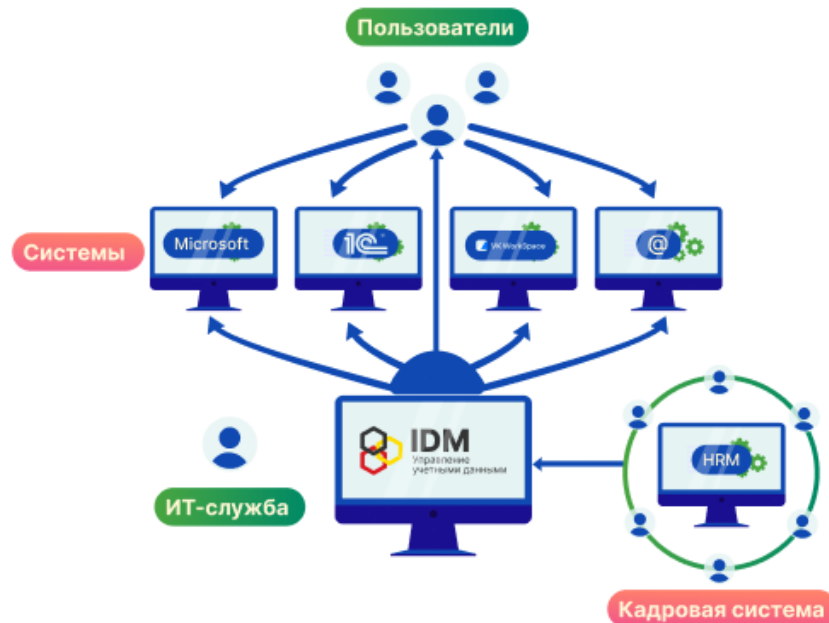 Пользователи
Системы
Microsoft
1С
VK WorkSpace
@
IDM
Управление
учетными данными
HRM
ИТ-служба
Кадровая система